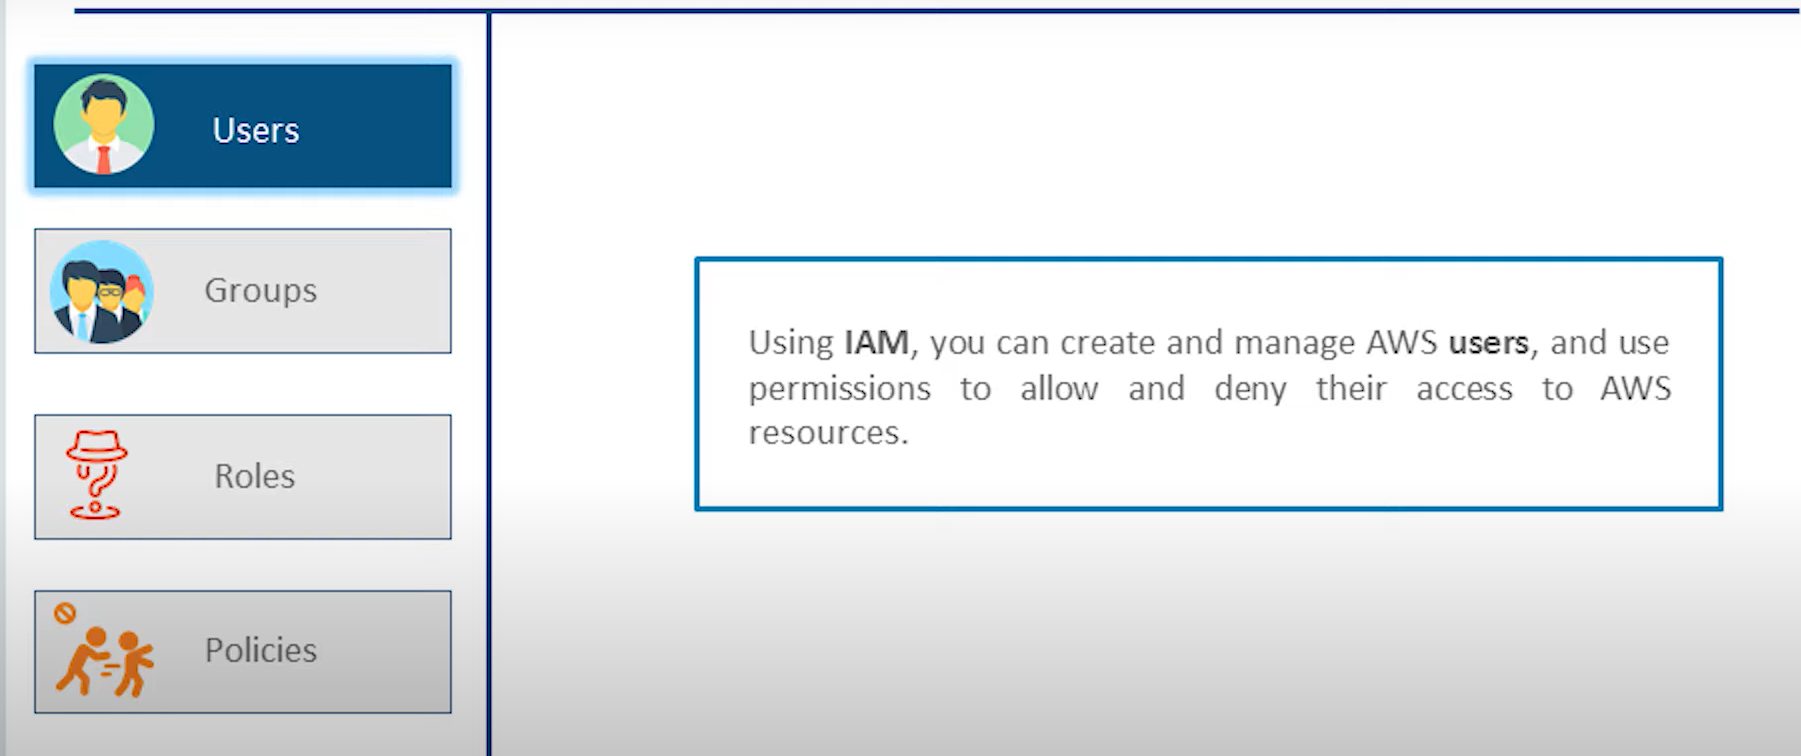 Users
Groups
Roles
Policies
Using IAM, you can create and manage AWS users, and use
permissions to allow and deny their access to AWS
resources.